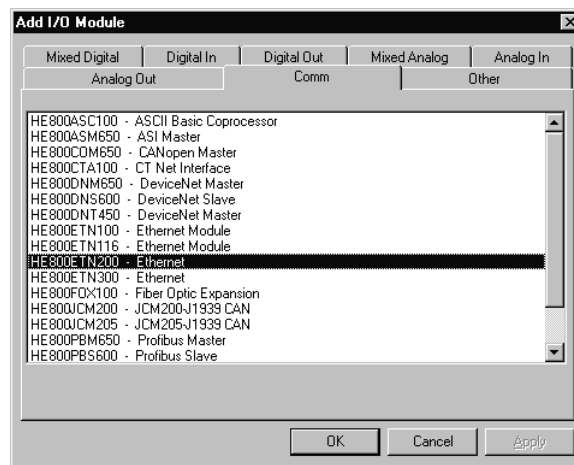 Add I/O Module
Mixed Digital Digital In Digital Out Mixed Analog Analog In
Analog Out Comm Other
HE800ASC100 - ASCII Basic Coprocessor
HE800ASM650 - ASI Master
HE800COM650 - CANopen Master
HE800CTA100 - CT Net Interface
HE800DNM650 - DeviceNet Master
HE800DNS600 - DeviceNet Slave
HE800DNT450 - DeviceNet Master
HE800ETN100 - Ethernet Module
HE800ETN116 - Ethernet Module
HE800ETN200 - Ethernet
HE800ETN300 - Ethernet
HE800FOX100 - Fiber Optic Expansion
HE800JCM200 - JCM200-J1939 CAN
HE800JCM205 - JCM205-J1939 CAN
HE800PBM650 - Profibus Master
HE800PBS600 - Profibus Slave
OK Cancel Apply